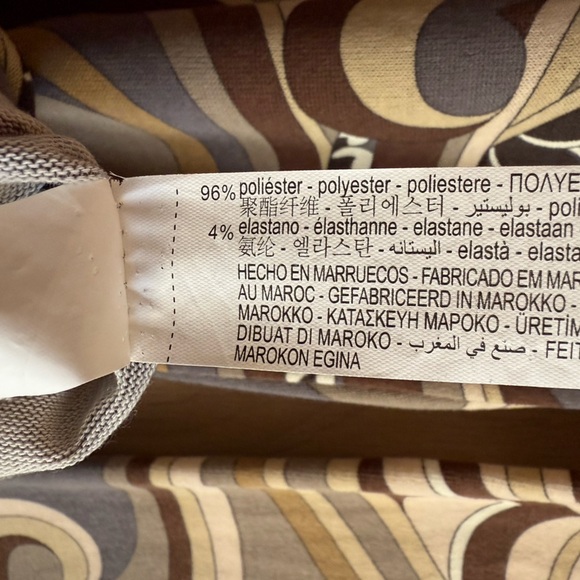 96% poliéster - polyester - poliestere - ΠΟΛΥΕ
聚酯纤维 - 폴리에스터 - بوليستير - poli
4% elastano - élasthanne - elastane - elastaan
氨纶 - 엘라스탄 - اليستانه - elastà - elasta
HECHO EN MARRUECOS - FABRICADO EM MAR
AU MAROC - GEFABRICEERD IN MAROKKO -
MAROKKO - ΚΑΤΑΣΚΕΥΗ ΜΑΡΟΚΟ - ÜRETİM
DIBUAT DI MAROKO - صنع في المغرب - FEIT
MAROKON EGINA